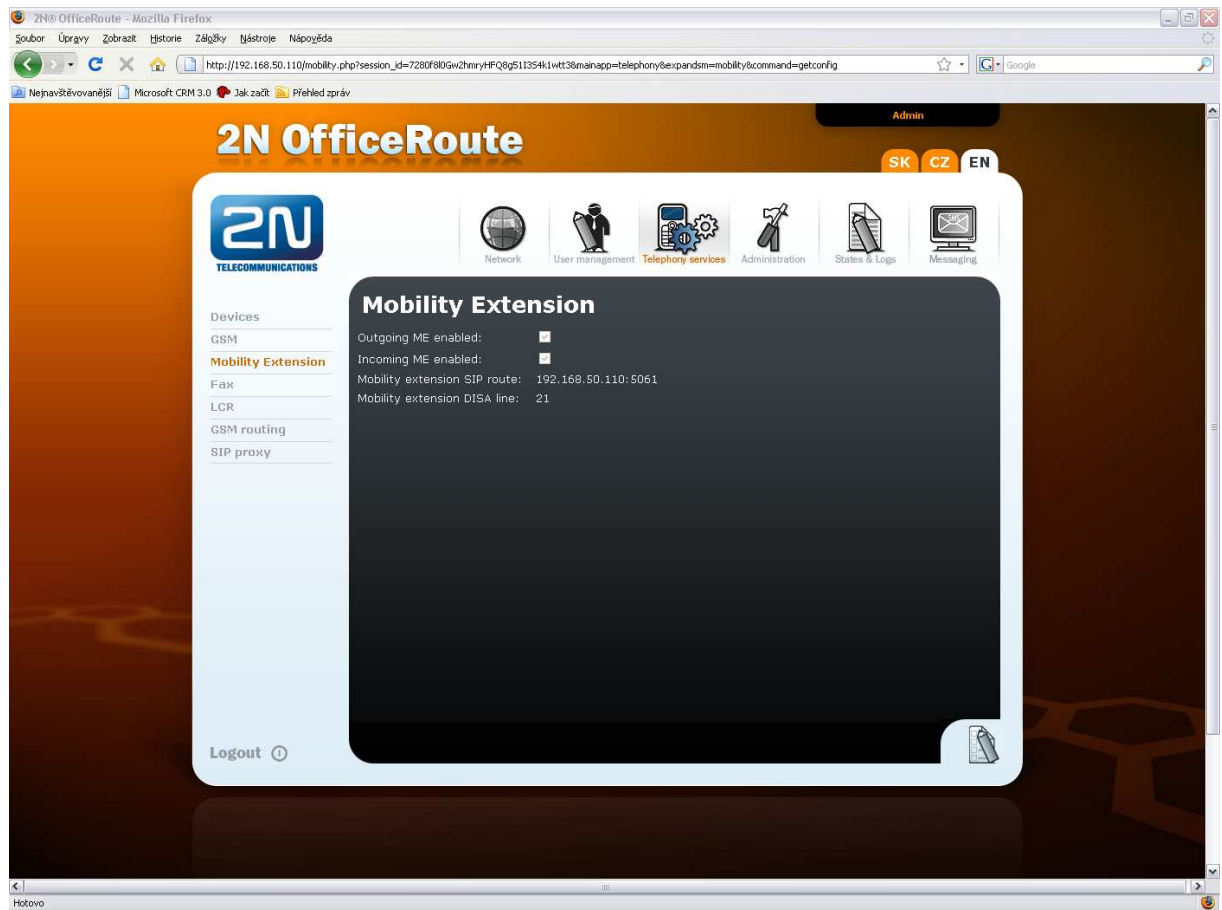 2N® OfficeRoute - Mozilla Firefox
Soubor Úpravy Zobrazit Historie Záložky Nástroje Nápověda
http://192.168.50.110/mobility.php?session_id=7280f8l0Gw2hmryHFQ8g51I354k1wtt3&mainapp=telephony&expandsm=mobility&command=getconfig
G Google
Nejnavštěvovanější Microsoft CRM 3.0 Jak začít Přehled zpráv
Admin
2N OfficeRoute
SK CZ EN
2N
TELECOMMUNICATIONS
SMS
Network User management Telephony services Administration States & Logs Messaging
Mobility Extension
Devices
GSM
Mobility Extension
Fax
LCR
GSM routing
SIP proxy
Outgoing ME enabled:
Incoming ME enabled:
Mobility extension SIP route: 192.168.50.110:5061
Mobility extension DISA line: 21
Logout
Hotovo